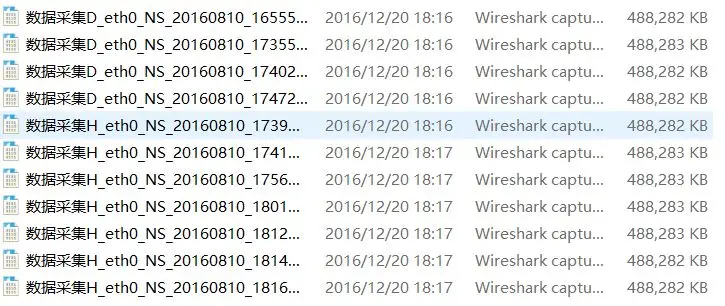 数据采集D_eth0_NS_20160810_16555... 2016/12/20 18:16 Wireshark captu... 488,282 KB
数据采集D_eth0_NS_20160810_17355... 2016/12/20 18:16 Wireshark captu... 488,283 KB
数据采集D_eth0_NS_20160810_17402... 2016/12/20 18:16 Wireshark captu... 488,282 KB
数据采集D_eth0_NS_20160810_17472... 2016/12/20 18:16 Wireshark captu... 488,282 KB
数据采集H_eth0_NS_20160810_1739... 2016/12/20 18:16 Wireshark captu... 488,282 KB
数据采集H_eth0_NS_20160810_1741... 2016/12/20 18:17 Wireshark captu... 488,283 KB
数据采集H_eth0_NS_20160810_1756... 2016/12/20 18:17 Wireshark captu... 488,283 KB
数据采集H_eth0_NS_20160810_1801... 2016/12/20 18:17 Wireshark captu... 488,282 KB
数据采集H_eth0_NS_20160810_1812... 2016/12/20 18:17 Wireshark captu... 488,282 KB
数据采集H_eth0_NS_20160810_1814... 2016/12/20 18:17 Wireshark captu... 488,283 KB
数据采集H_eth0_NS_20160810_1816... 2016/12/20 18:17 Wireshark captu... 488,282 KB